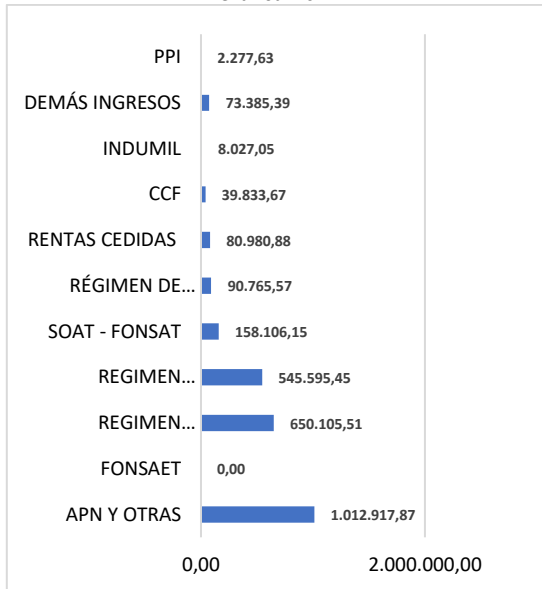 PPI 2.277,63
DEMÁS INGRESOS 73.385,39
INDUMIL 8.027,05
CCF 39.833,67
RENTAS CEDIDAS 80.980,88
RÉGIMEN DE... 90.765,57
SOAT - FONSAT 158.106,15
REGIMEN... 545.595,45
REGIMEN... 650.105,51
FONSAET 0,00
APN Y OTRAS 1.012.917,87
0,00 2.000.000,00